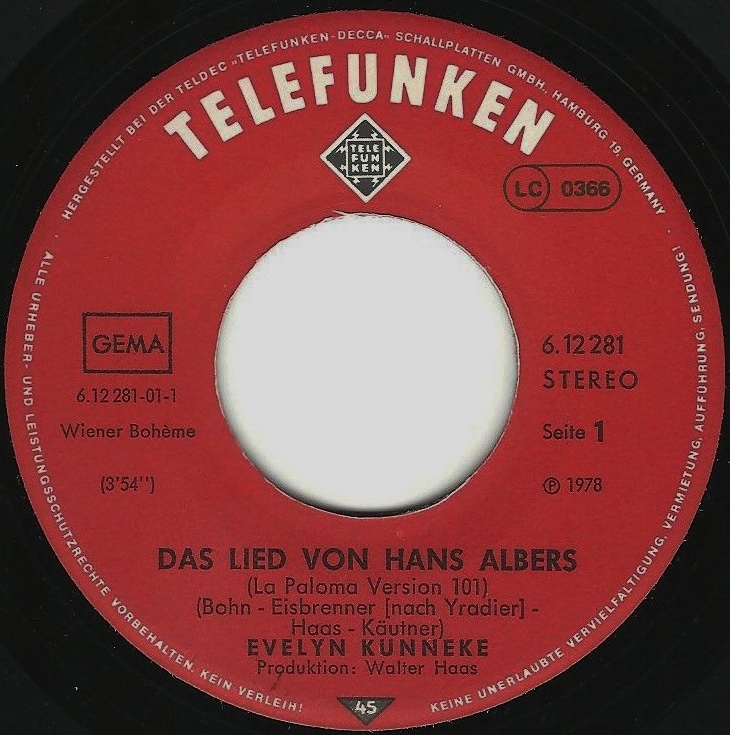 HERGESTELLT BEI DER TELDEC „TELEFUNKEN-DECCA“ SCHALLPLATTEN GMBH, HAMBURG 19, GERMANY
TELEFUNKEN
TELE
FUN
KEN
LC 0366
GEMA
6.12 281-01-1
Wiener Bohème
(3'54'')
6.12 281
STEREO
Seite 1
℗ 1978
DAS LIED VON HANS ALBERS
(La Paloma Version 101)
(Bohn - Eisbrenner [nach Yradier] -
Haas - Käutner)
EVELYN KÜNNEKE
Produktion: Walter Haas
45
ALLE URHEBER- UND LEISTUNGSSCHUTZRECHTE VORBEHALTEN. KEIN VERLEIH!
KEINE UNERLAUBTE VERVIELFÄLTIGUNG, VERMIETUNG, AUFFÜHRUNG, SENDUNG!